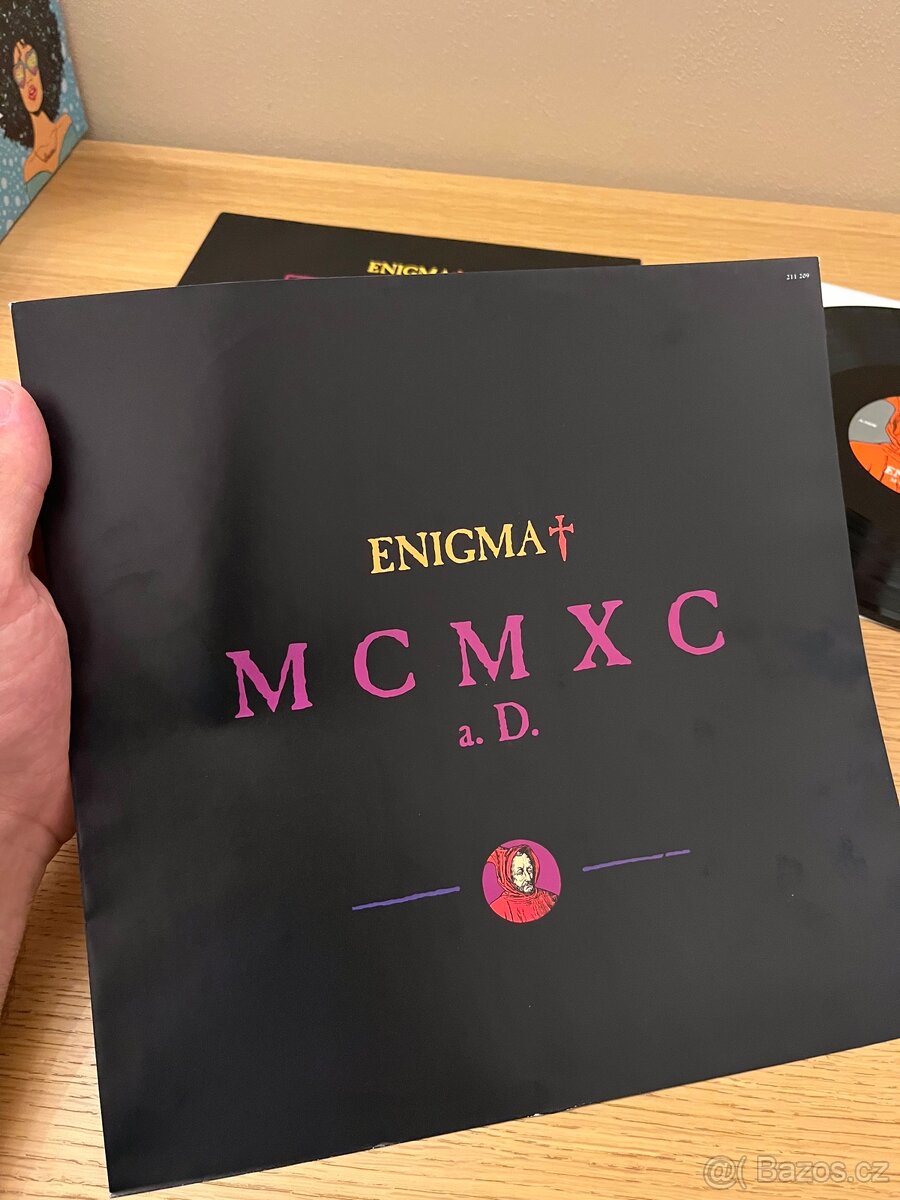 ENIGMA
211 209
ENIGMA†
MCMXC
a. D.
@( Bazos.cz